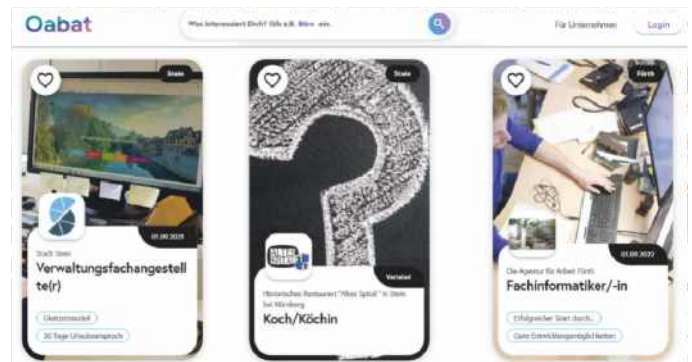 Oabat
Was interessiert Dich? Gib z.B. Büro ein.
Für Unternehmen
Login
Stein
01.09.2023
Stadt Stein
Verwaltungsfachangestell
te(r)
Gleitzeitmodell
30 Tage Urlaubsanspruch
Stein
ALTES
SPITAL
Variabel
Historisches Restaurant "Altes Spital" in Stein
bei Nürnberg
Koch/Köchin
Fürth
01.09.2022
Die Agentur für Arbeit Fürth
Fachinformatiker/-in
Erfolgreicher Start durch..
Gute Entwicklungsmöglichkeiten